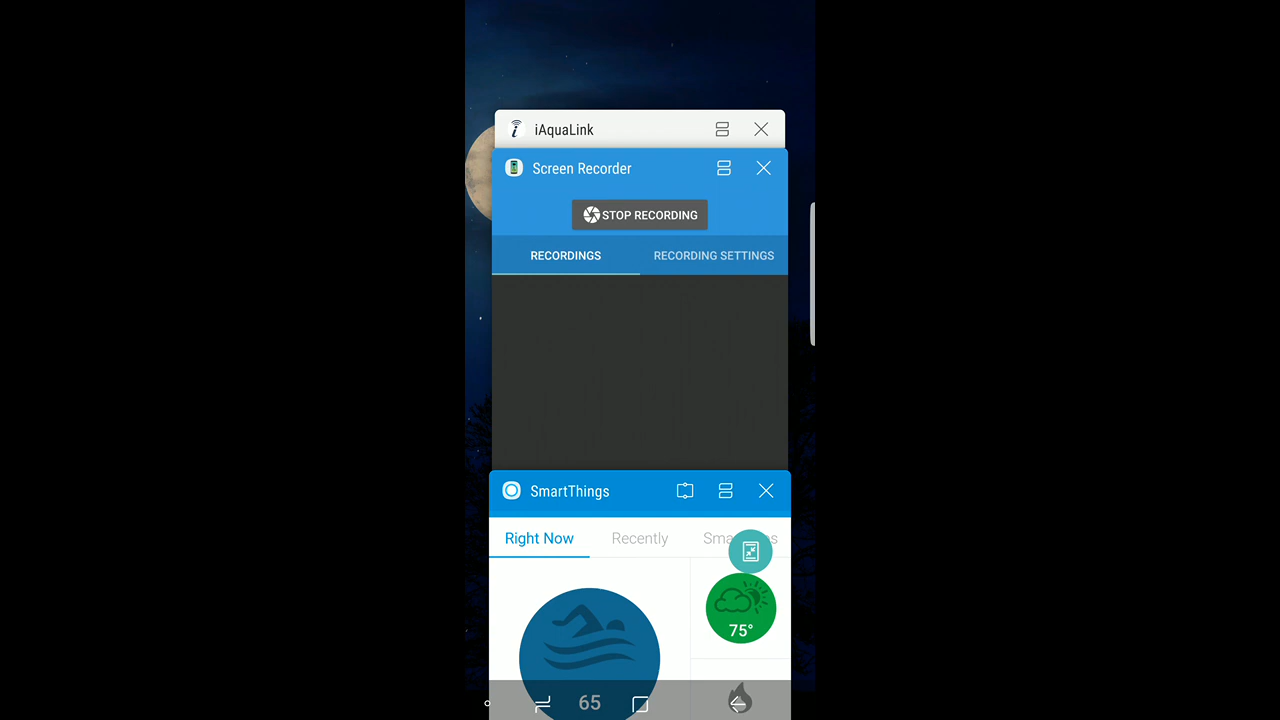 iAquaLink
Screen Recorder
STOP RECORDING
RECORDINGS RECORDING SETTINGS
SmartThings
Right Now Recently
75°
65